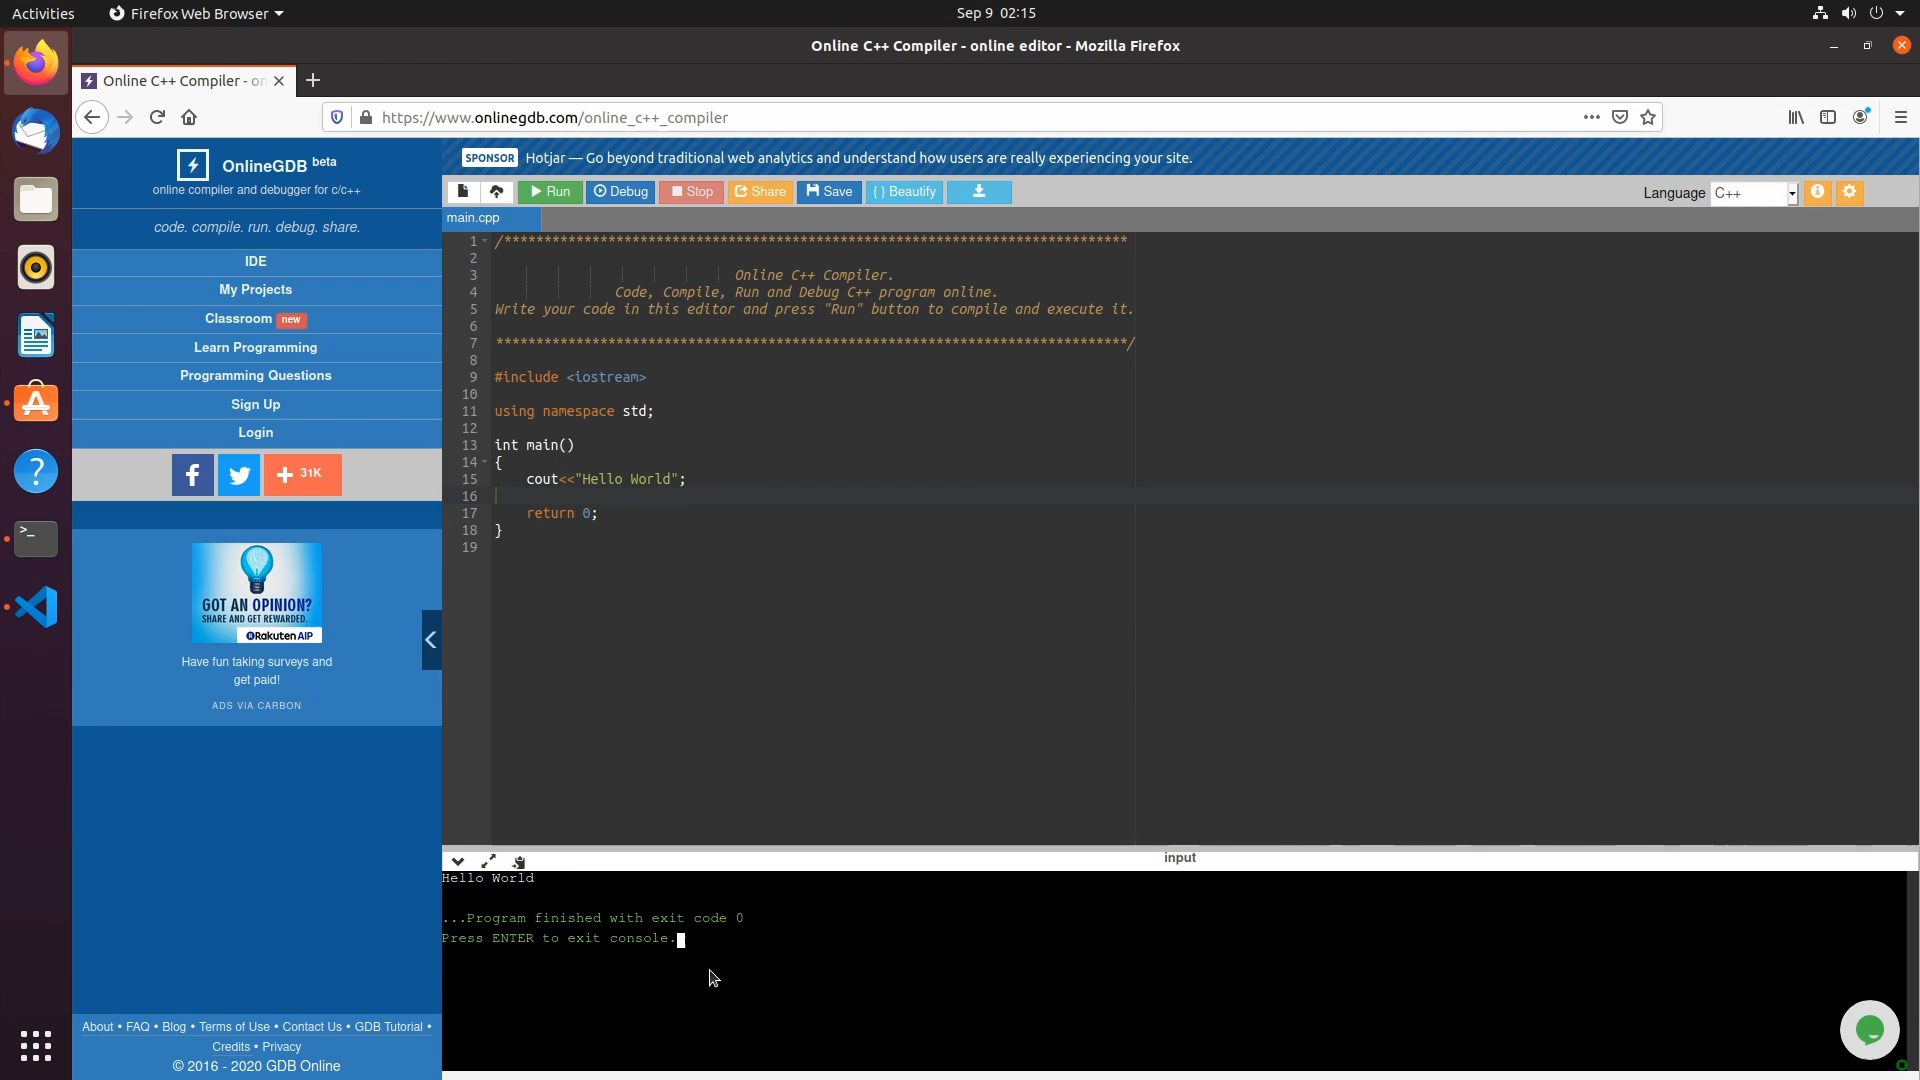 Activities
Firefox Web Browser
Sep 9 02:15
Online C++ Compiler - online editor - Mozilla Firefox
Online C++ Compiler - on
https://www.onlinegdb.com/online_c++_compiler
OnlineGDB beta
online compiler and debugger for c/c++
code. compile. run. debug. share.
IDE
My Projects
Classroom new
Learn Programming
Programming Questions
Sign Up
Login
31K
GOT AN OPINION?
SHARE AND GET REWARDED.
Rakuten AIP
Have fun taking surveys and
get paid!
ADS VIA CARBON
About • FAQ • Blog • Terms of Use • Contact Us • GDB Tutorial •
Credits • Privacy
© 2016 - 2020 GDB Online
SPONSOR Hotjar — Go beyond traditional web analytics and understand how users are really experiencing your site.
Run Debug Stop Share Save { } Beautify
Language C++
main.cpp
1 /******************************************************************************
2
3 Online C++ Compiler.
4 Code, Compile, Run and Debug C++ program online.
5 Write your code in this editor and press "Run" button to compile and execute it.
6
7 *******************************************************************************/
8
9 #include <iostream>
10
11 using namespace std;
12
13 int main()
14 {
15 cout<<"Hello World";
16
17 return 0;
18 }
19
input
Hello World
...Program finished with exit code 0
Press ENTER to exit console.